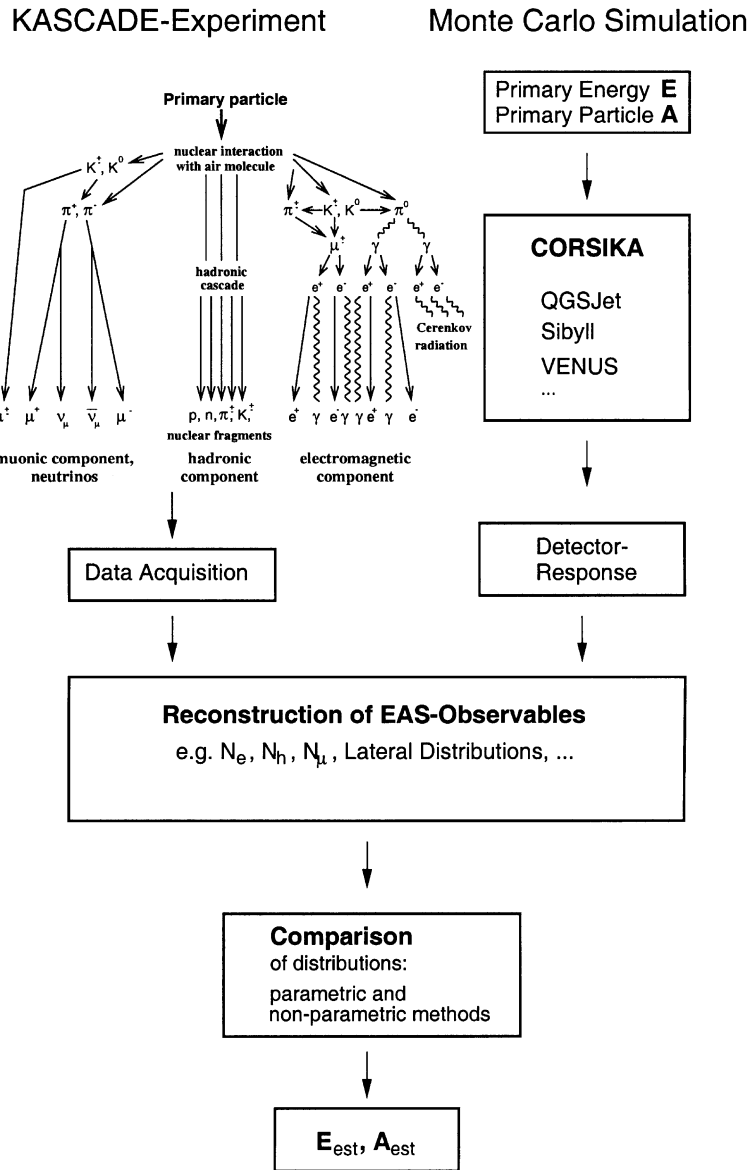 KASCADE-Experiment
Monte Carlo Simulation
Primary particle
nuclear interaction
with air molecule
K±, K⁰
π⁺, π⁻
π± K±, K⁰ π⁰
μ± γ γ
hadronic
cascade
e⁺ e⁻ e⁺ e⁻ e⁺ e⁻
Cerenkov
radiation
μ⁺ νμ ν̄μ μ⁻
p, n, π±, K±,
nuclear fragments
e⁺ γ e⁻ γ γ e⁺ γ e⁻
muonic component,
neutrinos
hadronic
component
electromagnetic
component
Data Acquisition
Primary Energy E
Primary Particle A
CORSIKA
QGSJet
Sibyll
VENUS
...
Detector-
Response
Reconstruction of EAS-Observables
e.g. Ne, Nh, Nμ, Lateral Distributions, ...
Comparison
of distributions:
parametric and
non-parametric methods
Eest, Aest